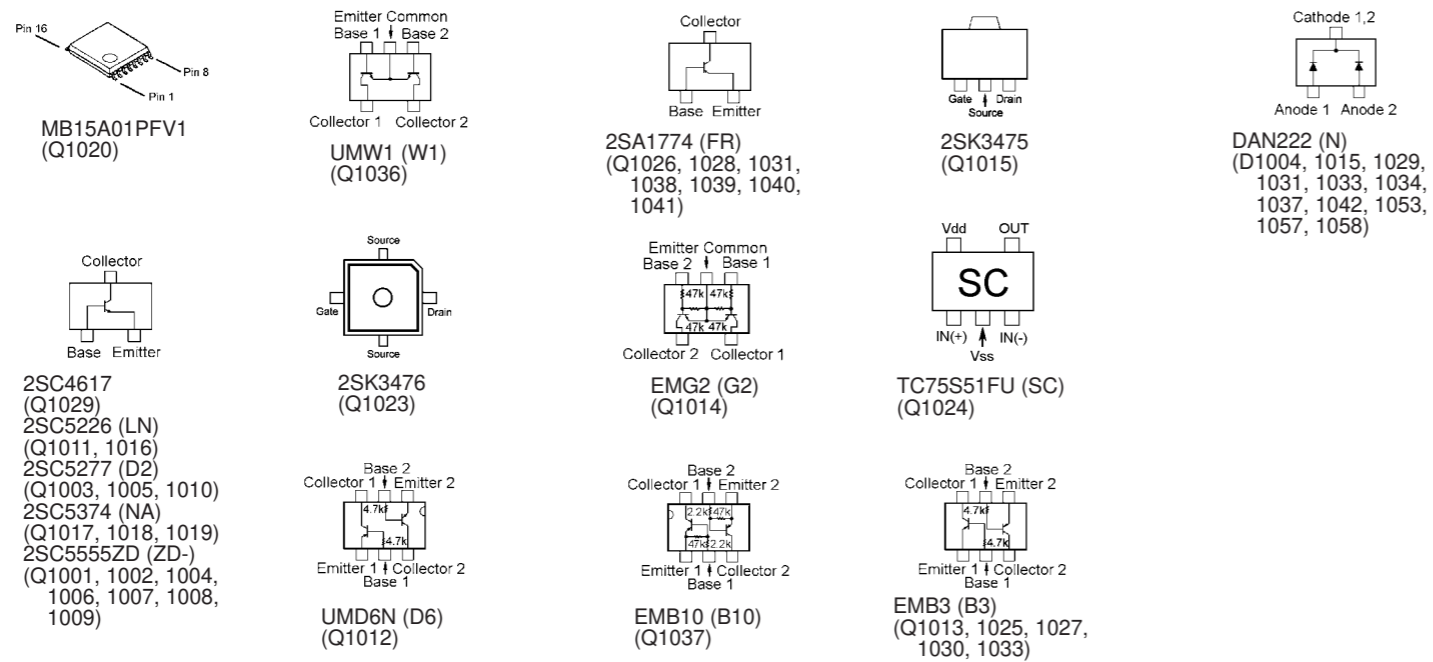 Pin 16
Pin 8
Pin 1
MB15A01PFV1
(Q1020)
Emitter Common
Base 1 Base 2
Collector 1 Collector 2
UMW1 (W1)
(Q1036)
Collector
Base Emitter
2SA1774 (FR)
(Q1026, 1028, 1031,
1038, 1039, 1040,
1041)
Gate Drain
Source
2SK3475
(Q1015)
Cathode 1,2
Anode 1 Anode 2
DAN222 (N)
(D1004, 1015, 1029,
1031, 1033, 1034,
1037, 1042, 1053,
1057, 1058)
Collector
Base Emitter
2SC4617
(Q1029)
2SC5226 (LN)
(Q1011, 1016)
2SC5277 (D2)
(Q1003, 1005, 1010)
2SC5374 (NA)
(Q1017, 1018, 1019)
2SC5555ZD (ZD-)
(Q1001, 1002, 1004,
1006, 1007, 1008,
1009)
Source
Gate Drain
Source
2SK3476
(Q1023)
Emitter Common
Base 2 Base 1
47k 47k
47k 47k
Collector 2 Collector 1
EMG2 (G2)
(Q1014)
Vdd OUT
SC
IN(+) IN(-)
Vss
TC75S51FU (SC)
(Q1024)
Base 2
Collector 1 Emitter 2
4.7k
4.7k
Emitter 1 Collector 2
Base 1
UMD6N (D6)
(Q1012)
Base 2
Collector 1 Emitter 2
2.2k 47k
47k 2.2k
Emitter 1 Collector 2
Base 1
EMB10 (B10)
(Q1037)
Base 2
Collector 1 Emitter 2
4.7k
4.7k
Emitter 1 Collector 2
Base 1
EMB3 (B3)
(Q1013, 1025, 1027,
1030, 1033)